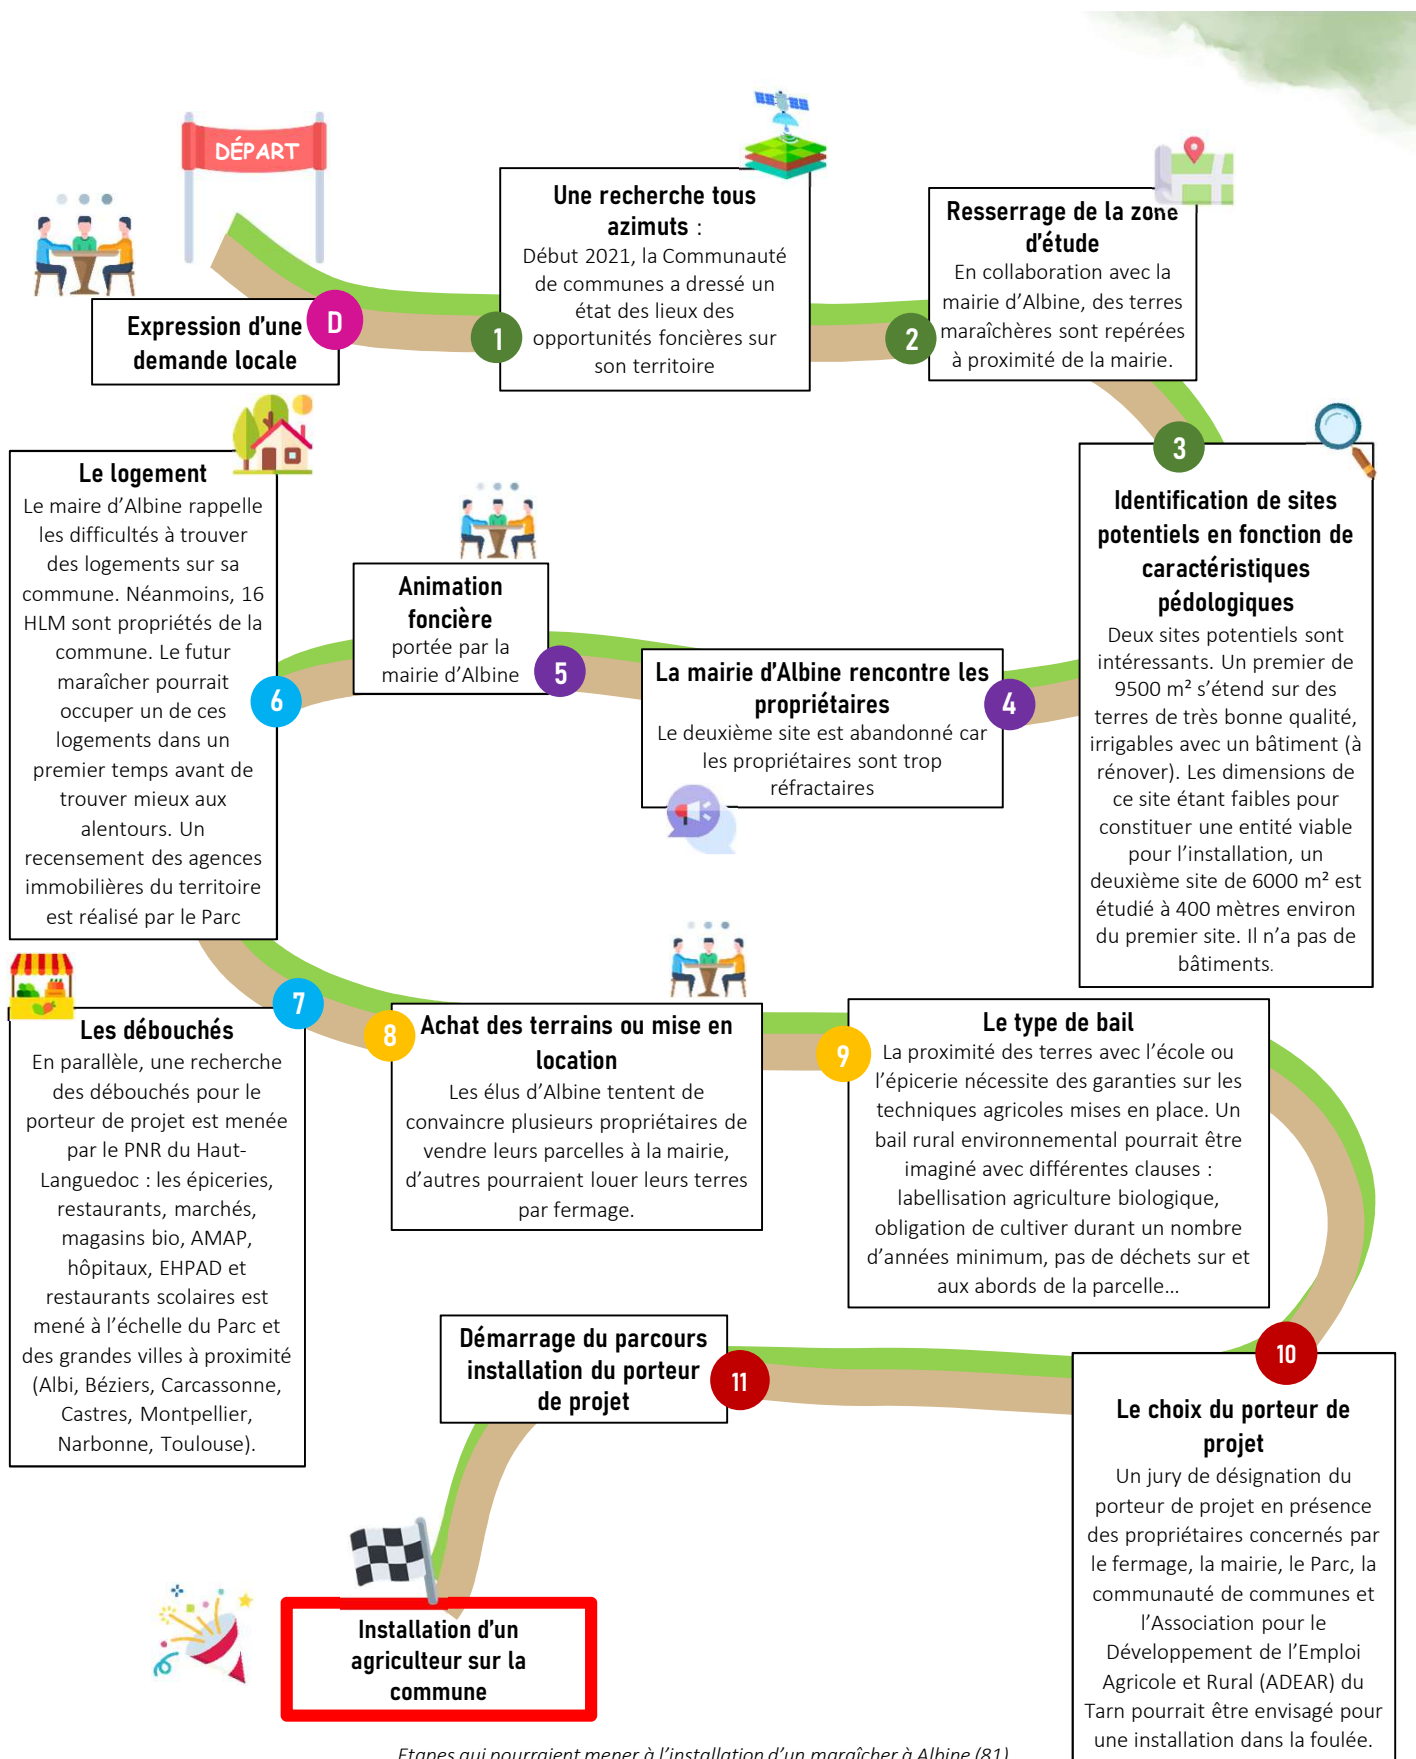 DÉPART
Expression d'une
demande locale
D
1
Une recherche tous
azimuts :
Début 2021, la Communauté
de communes a dressé un
état des lieux des
opportunités foncières sur
son territoire
2
Resserrage de la zone
d'étude
En collaboration avec la
mairie d'Albine, des terres
maraîchères sont repérées
à proximité de la mairie.
3
Identification de sites
potentiels en fonction de
caractéristiques
pédologiques
Deux sites potentiels sont
intéressants. Un premier de
9500 m² s'étend sur des
terres de très bonne qualité,
irrigables avec un bâtiment (à
rénover). Les dimensions de
ce site étant faibles pour
constituer une entité viable
pour l'installation, un
deuxième site de 6000 m² est
étudié à 400 mètres environ
du premier site. Il n'a pas de
bâtiments.
4
La mairie d'Albine rencontre les
propriétaires
Le deuxième site est abandonné car
les propriétaires sont trop
réfractaires
5
Animation
foncière
portée par la
mairie d'Albine
6
Le logement
Le maire d'Albine rappelle
les difficultés à trouver
des logements sur sa
commune. Néanmoins, 16
HLM sont propriétés de la
commune. Le futur
maraîcher pourrait
occuper un de ces
logements dans un
premier temps avant de
trouver mieux aux
alentours. Un
recensement des agences
immobilières du territoire
est réalisé par le Parc
7
Les débouchés
En parallèle, une recherche
des débouchés pour le
porteur de projet est menée
par le PNR du Haut-
Languedoc : les épiceries,
restaurants, marchés,
magasins bio, AMAP,
hôpitaux, EHPAD et
restaurants scolaires est
mené à l'échelle du Parc et
des grandes villes à proximité
(Albi, Béziers, Carcassonne,
Castres, Montpellier,
Narbonne, Toulouse).
8
Achat des terrains ou mise en
location
Les élus d'Albine tentent de
convaincre plusieurs propriétaires de
vendre leurs parcelles à la mairie,
d'autres pourraient louer leurs terres
par fermage.
9
Le type de bail
La proximité des terres avec l'école ou
l'épicerie nécessite des garanties sur les
techniques agricoles mises en place. Un
bail rural environnemental pourrait être
imaginé avec différentes clauses :
labellisation agriculture biologique,
obligation de cultiver durant un nombre
d'années minimum, pas de déchets sur et
aux abords de la parcelle…
10
Le choix du porteur de
projet
Un jury de désignation du
porteur de projet en présence
des propriétaires concernés par
le fermage, la mairie, le Parc, la
communauté de communes et
l'Association pour le
Développement de l'Emploi
Agricole et Rural (ADEAR) du
Tarn pourrait être envisagé pour
une installation dans la foulée.
11
Démarrage du parcours
installation du porteur
de projet
Installation d'un
agriculteur sur la
commune
Etapes qui pourraient mener à l'installation d'un maraîcher à Albine (81)